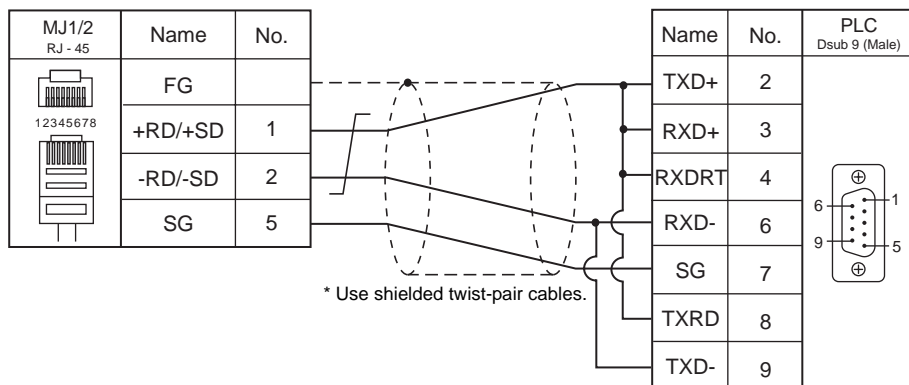 MJ1/2
RJ - 45
Name No.
12345678
FG
+RD/+SD 1
-RD/-SD 2
SG 5
* Use shielded twist-pair cables.
Name No. PLC
Dsub 9 (Male)
TXD+ 2
RXD+ 3
RXDRT 4
RXD- 6
SG 7
TXRD 8
TXD- 9
6 1
9 5